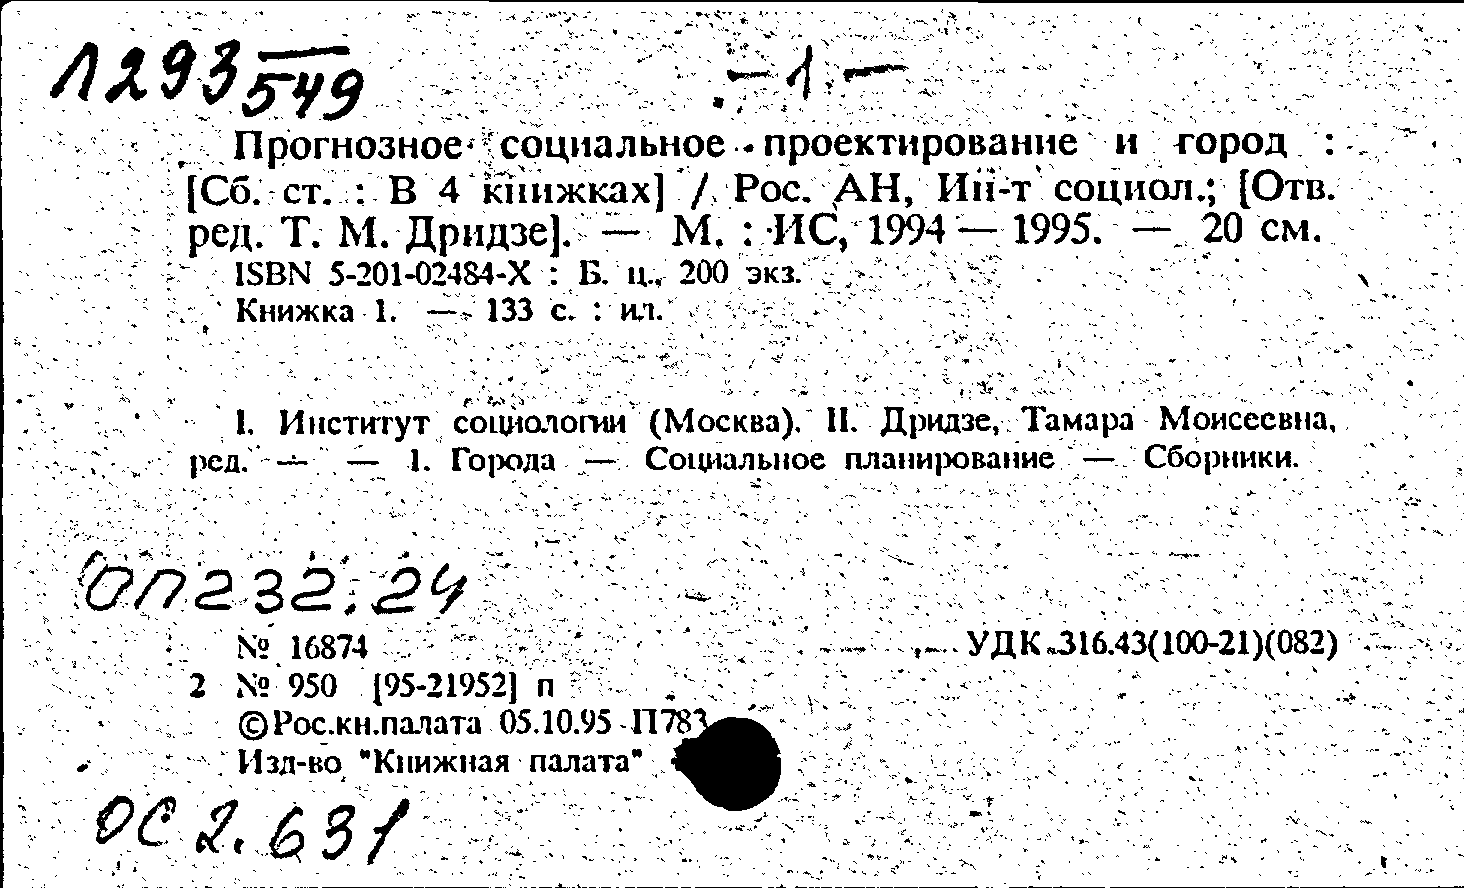 Л293 549
- 1 -
Прогнозное социальное проектирование и город :
[Сб. ст. : В 4 книжках] / Рос. АН, Ин-т социол.; [Отв.
ред. Т. М. Дридзе]. — М. : ИС, 1994 — 1995. — 20 см.
ISBN 5-201-02484-X : Б. ц., 200 экз.
Книжка 1. — 133 с. : ил.
I. Институт социологии (Москва). II. Дридзе, Тамара Моисеевна,
ред. — — 1. Города — Социальное планирование — Сборники.
ОП232.24
№ 16874 УДК 316.43(100-21)(082)
2 № 950 [95-21952] п
©Рос.кн.палата 05.10.95 П783
Изд-во "Книжная палата"
ОС 2.631